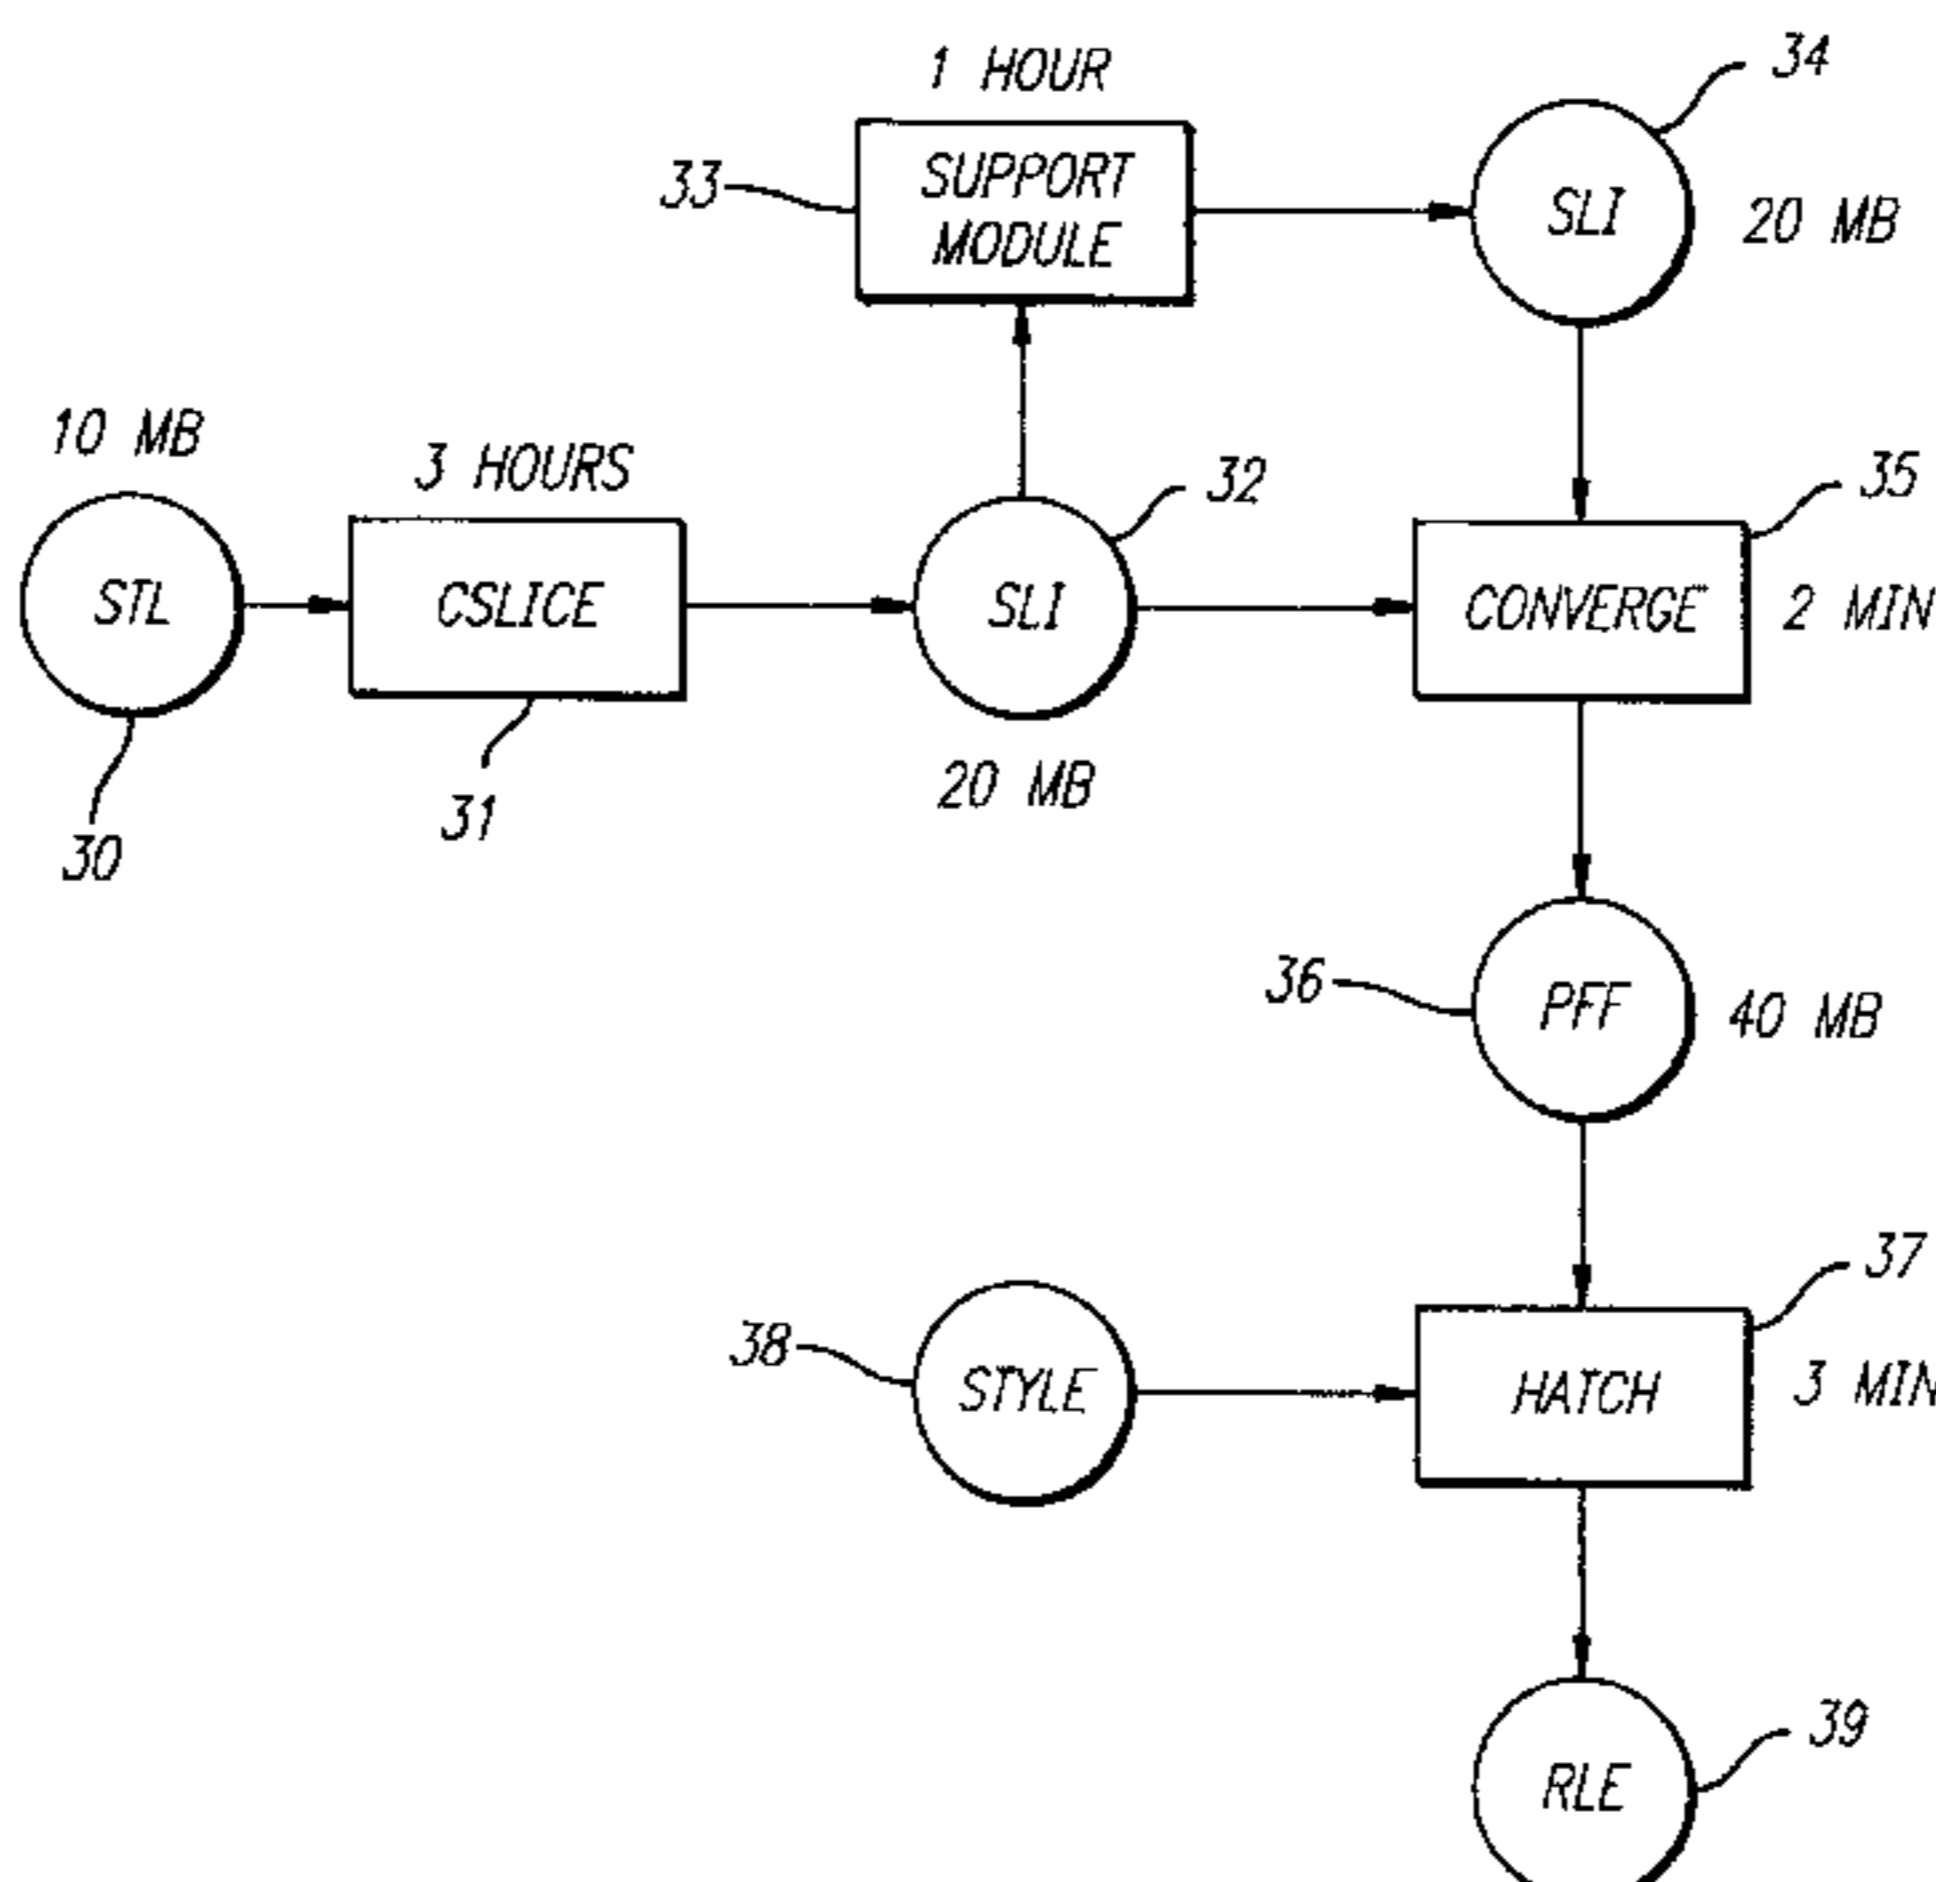 1 HOUR
34
33
SUPPORT
MODULE
SLI
20 MB
10 MB
3 HOURS
32
35
STL
CSLICE
SLI
CONVERGE
2 MIN
20 MB
31
30
36
PFF
40 MB
37
38
STYLE
HATCH
3 MIN
39
RLE